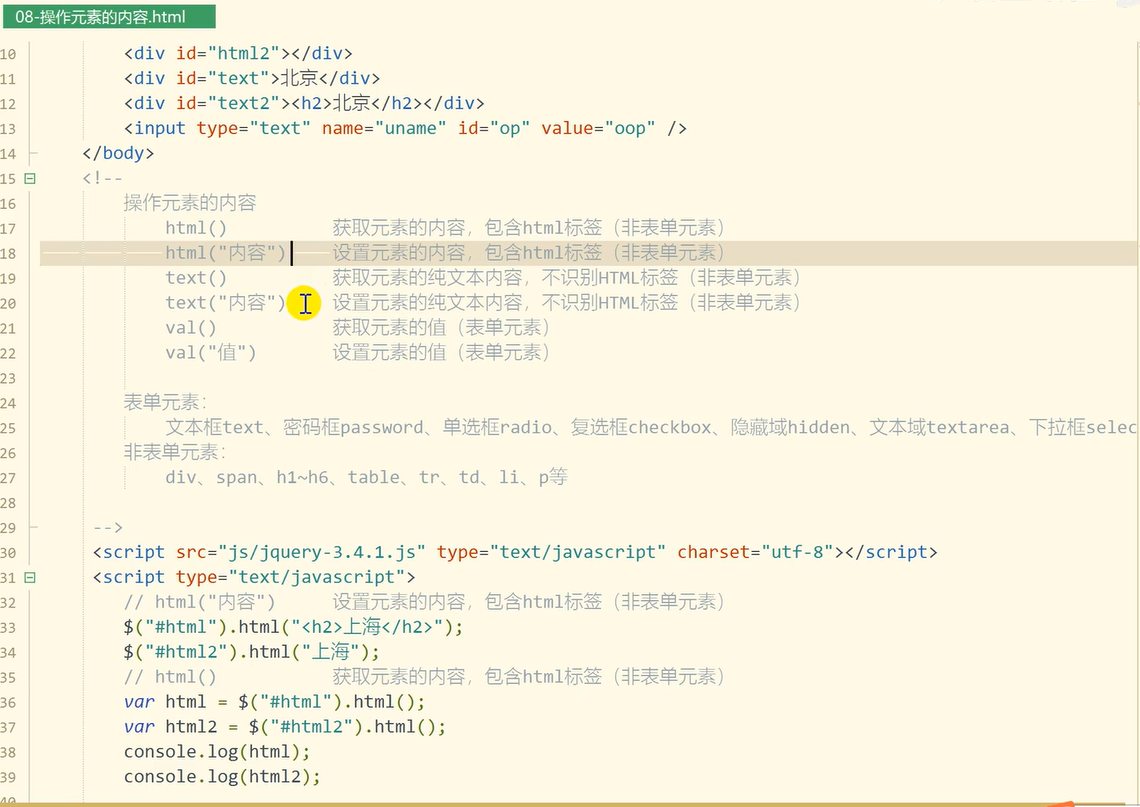 08-操作元素的内容.html
10 <div id="html2"></div>
11 <div id="text">北京</div>
12 <div id="text2"><h2>北京</h2></div>
13 <input type="text" name="uname" id="op" value="oop" />
14 </body>
15 <!--
16 操作元素的内容
17 html() 获取元素的内容，包含html标签（非表单元素）
18 html("内容") 设置元素的内容，包含html标签（非表单元素）
19 text() 获取元素的纯文本内容，不识别HTML标签（非表单元素）
20 text("内容") 设置元素的纯文本内容，不识别HTML标签（非表单元素）
21 val() 获取元素的值（表单元素）
22 val("值") 设置元素的值（表单元素）
23
24 表单元素：
25 文本框text、密码框password、单选框radio、复选框checkbox、隐藏域hidden、文本域textarea、下拉框selec
26 非表单元素：
27 div、span、h1~h6、table、tr、td、li、p等
28
29 -->
30 <script src="js/jquery-3.4.1.js" type="text/javascript" charset="utf-8"></script>
31 <script type="text/javascript">
32 // html("内容") 设置元素的内容，包含html标签（非表单元素）
33 $("#html").html("<h2>上海</h2>");
34 $("#html2").html("上海");
35 // html() 获取元素的内容，包含html标签（非表单元素）
36 var html = $("#html").html();
37 var html2 = $("#html2").html();
38 console.log(html);
39 console.log(html2);
40